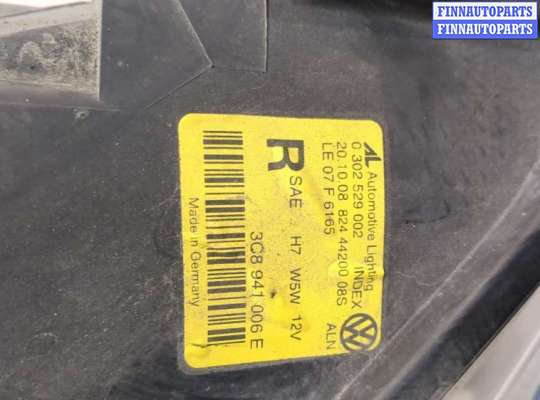 FINNAUTOPARTS
FINNAUTOPARTS
AL Automotive Lighting
0 302 529 002 INDEX
20.10.08 824 44200 08S
LE 07 F 6165 ALN
R SAE H7 W5W 12V
3C8 941 006 E
Made in Germany